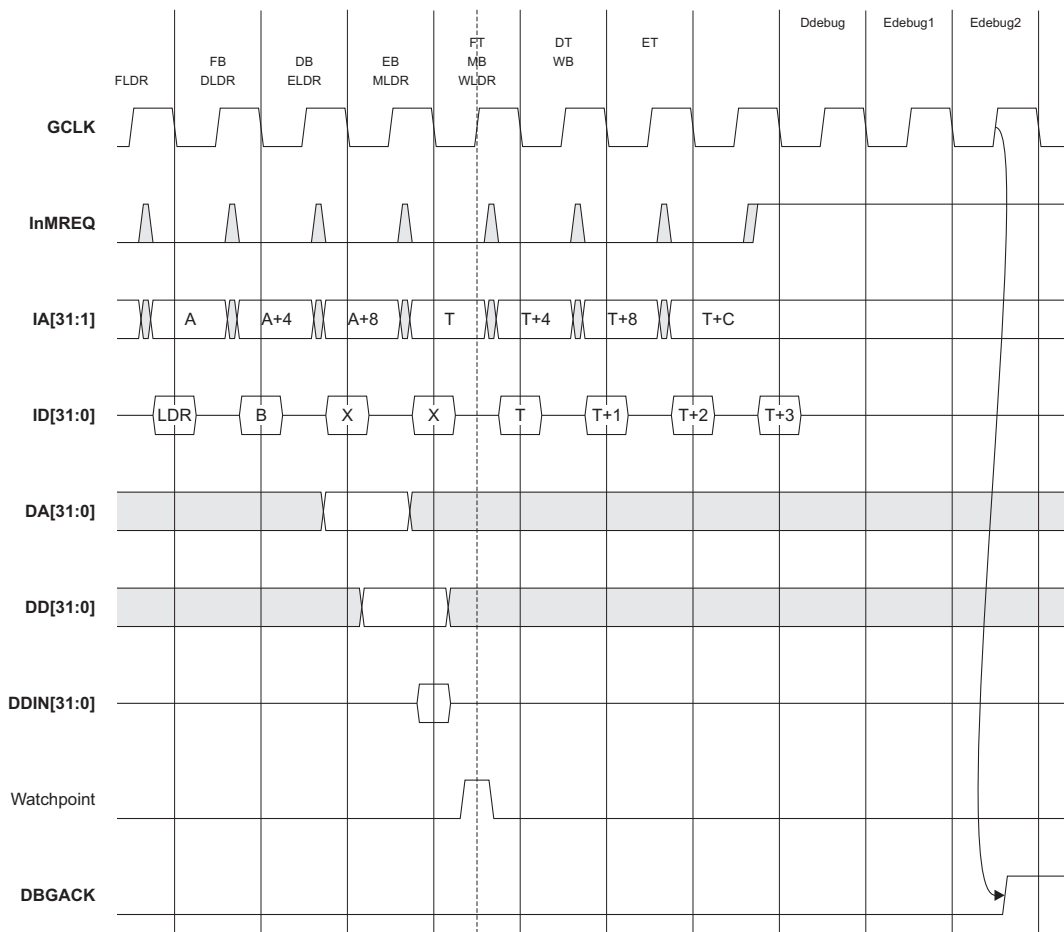 Ddebug Edebug1 Edebug2
FT DT ET
FB DB EB MB WB
FLDR DLDR ELDR MLDR WLDR
GCLK
InMREQ
IA[31:1] A A+4 A+8 T T+4 T+8 T+C
ID[31:0] LDR B X X T T+1 T+2 T+3
DA[31:0]
DD[31:0]
DDIN[31:0]
Watchpoint
DBGACK